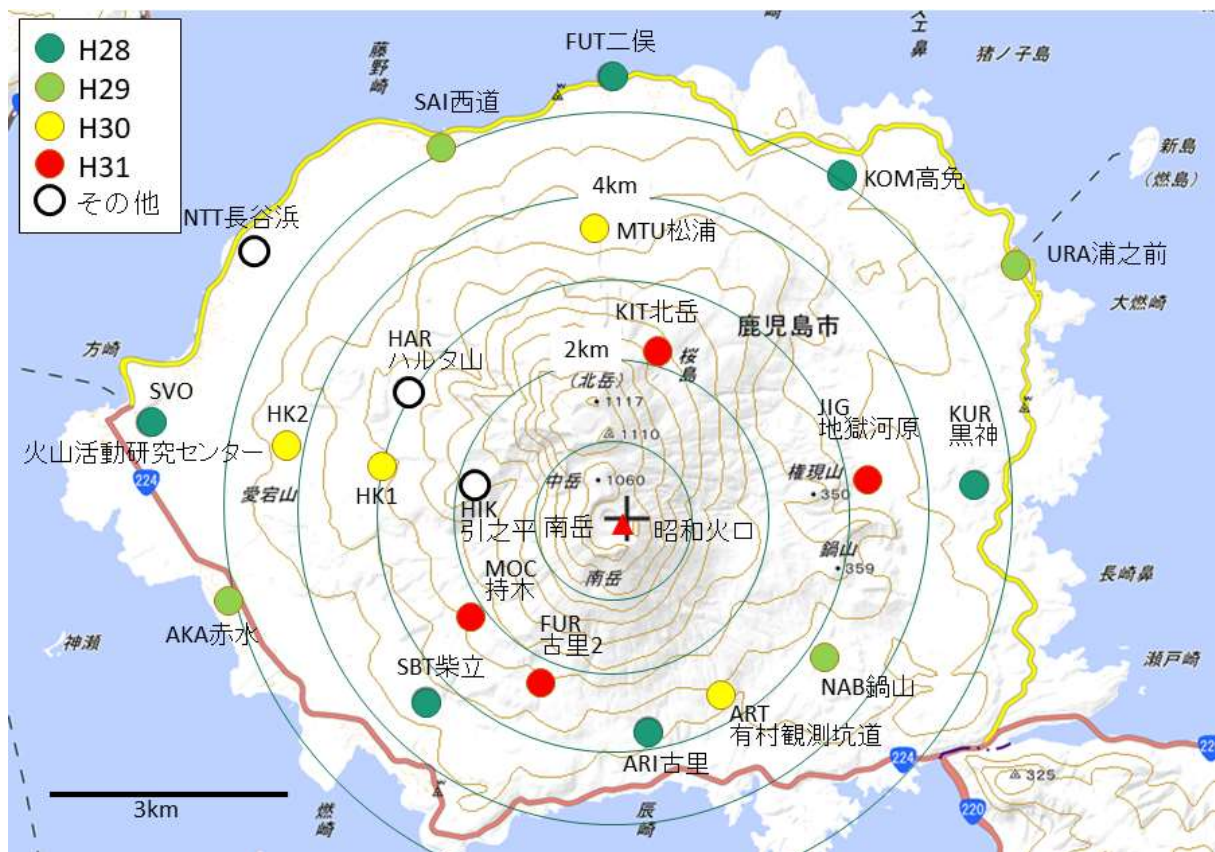 H28
H29
H30
H31
その他
藤野崎
FUT二俣
崎
久工鼻
猪ノ子島
SAI西道
新島
(燃島)
KOM高免
4km
NTT長谷浜
MTU松浦
URA浦之前
大燃崎
KIT北岳
鹿児島市
HAR
ハルタ山
方崎
2km
桜島
(北岳)
1117
SVO
HK2
1110
JIG
地獄河原
KUR
黒神
火山活動研究センター
224
愛宕山
HK1
中岳
1060
権現山
350
HIK
引之平
南岳
昭和火口
鍋山
359
南岳
MOC
持木
長崎鼻
神瀬
AKA赤水
FUR
古里2
SBT柴立
NAB鍋山
瀬戸崎
ART
有村観測坑道
ARI古里
224
22
325
3km
燃崎
辰崎
220